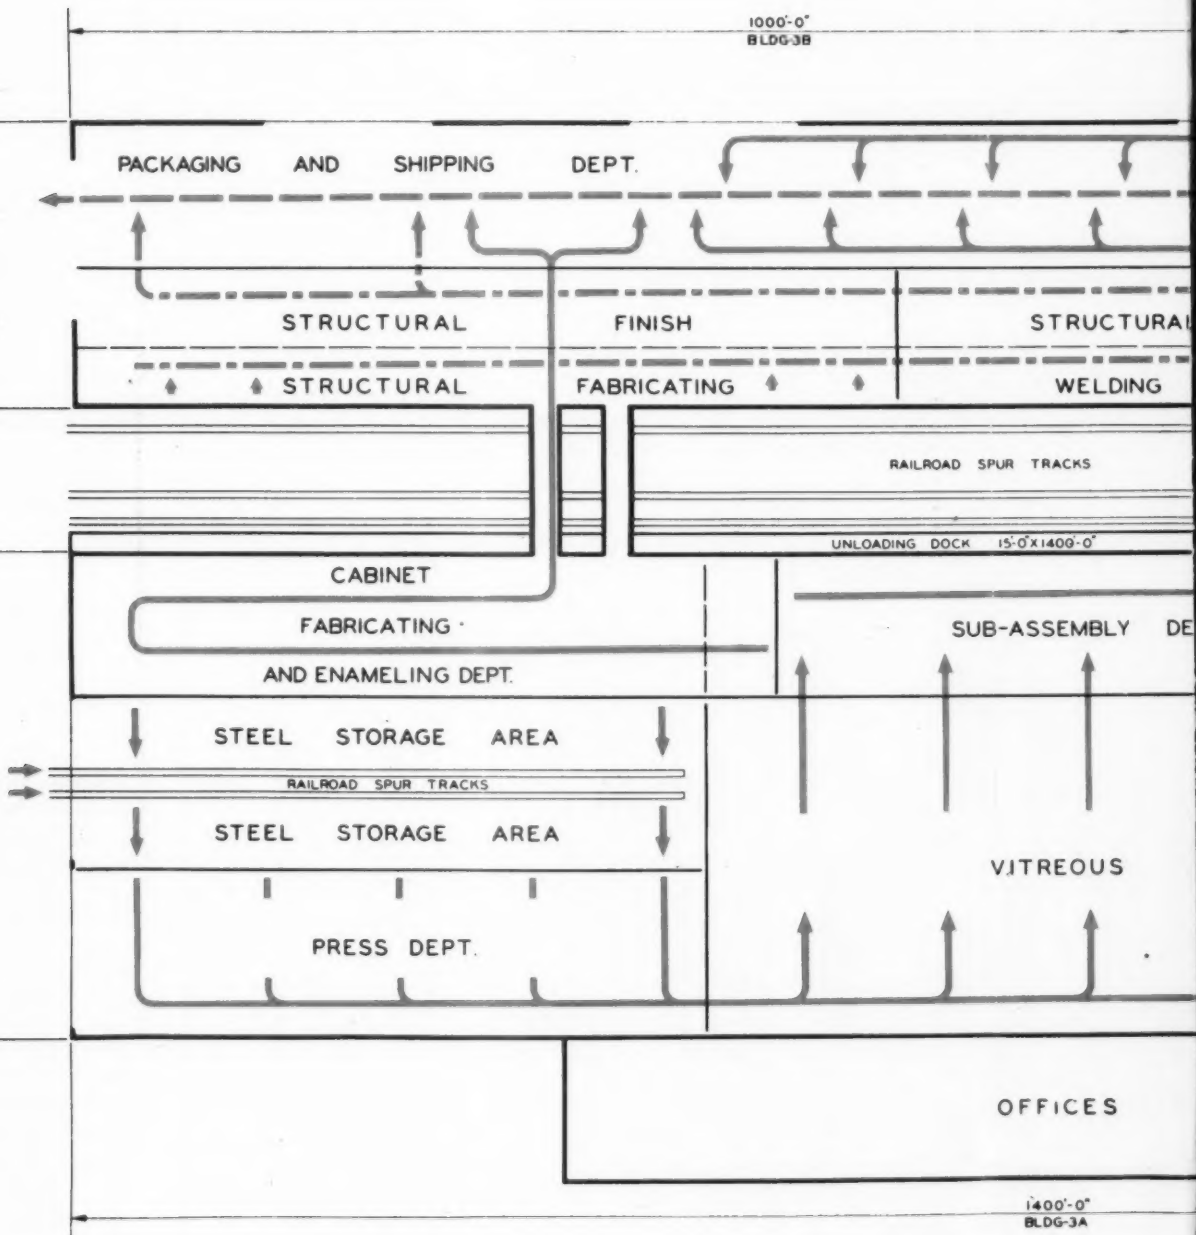 1000'-0"
BLDG-3B
PACKAGING AND SHIPPING DEPT.
STRUCTURAL FINISH
STRUCTURAL
STRUCTURAL FABRICATING
WELDING
RAILROAD SPUR TRACKS
UNLOADING DOCK 15'-0"X1400'-0"
CABINET
FABRICATING
AND ENAMELING DEPT.
SUB-ASSEMBLY DE
STEEL STORAGE AREA
RAILROAD SPUR TRACKS
STEEL STORAGE AREA
VITREOUS
PRESS DEPT.
OFFICES
1400'-0"
BLDG-3A